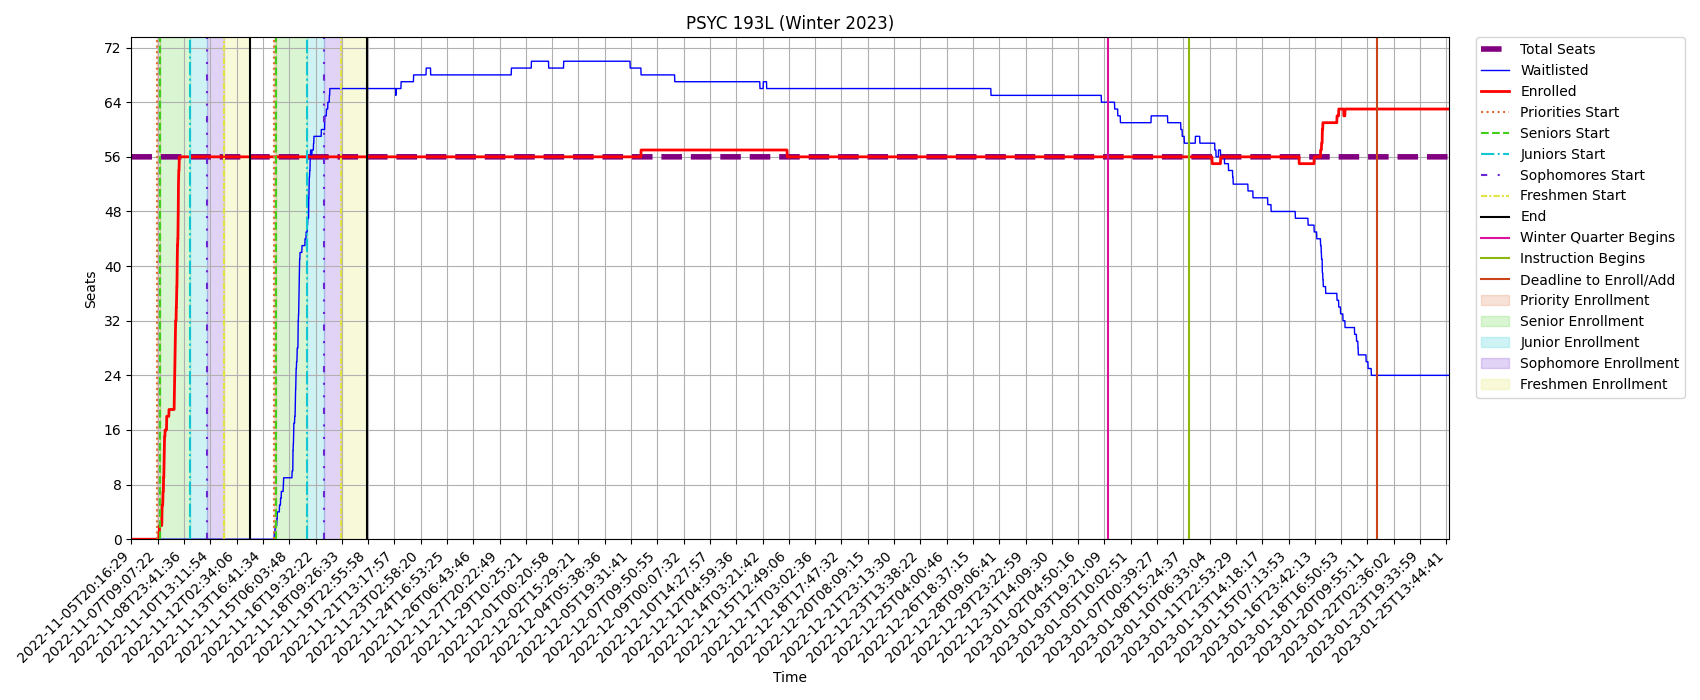 PSYC 193L (Winter 2023)
Seats
72
64
56
48
40
32
24
16
8
0
2022-11-05T20:16:29
2022-11-07T09:07:22
2022-11-08T23:41:36
2022-11-10T13:11:54
2022-11-12T02:34:06
2022-11-13T16:41:34
2022-11-15T06:03:48
2022-11-16T19:32:22
2022-11-18T09:26:33
2022-11-19T22:55:58
2022-11-21T13:17:57
2022-11-23T02:58:20
2022-11-24T16:53:25
2022-11-26T06:43:46
2022-11-27T20:22:49
2022-11-29T10:25:21
2022-12-01T00:20:58
2022-12-02T15:29:21
2022-12-04T05:38:36
2022-12-05T19:31:41
2022-12-07T09:50:55
2022-12-09T00:07:32
2022-12-10T14:27:57
2022-12-12T04:59:36
2022-12-14T03:21:42
2022-12-15T12:49:06
2022-12-17T03:02:36
2022-12-18T17:47:32
2022-12-20T08:09:15
2022-12-21T23:13:30
2022-12-23T13:38:22
2022-12-25T04:00:46
2022-12-26T18:37:15
2022-12-28T09:06:41
2022-12-29T23:22:59
2022-12-31T14:09:30
2023-01-02T04:50:16
2023-01-03T19:21:09
2023-01-05T10:02:51
2023-01-07T00:39:27
2023-01-08T15:24:37
2023-01-10T06:33:04
2023-01-11T22:53:29
2023-01-13T14:18:17
2023-01-15T07:13:53
2023-01-16T23:42:13
2023-01-18T16:50:53
2023-01-20T09:55:11
2023-01-22T02:36:02
2023-01-23T19:33:59
2023-01-25T13:44:41
Time
Total Seats
Waitlisted
Enrolled
Priorities Start
Seniors Start
Juniors Start
Sophomores Start
Freshmen Start
End
Winter Quarter Begins
Instruction Begins
Deadline to Enroll/Add
Priority Enrollment
Senior Enrollment
Junior Enrollment
Sophomore Enrollment
Freshmen Enrollment